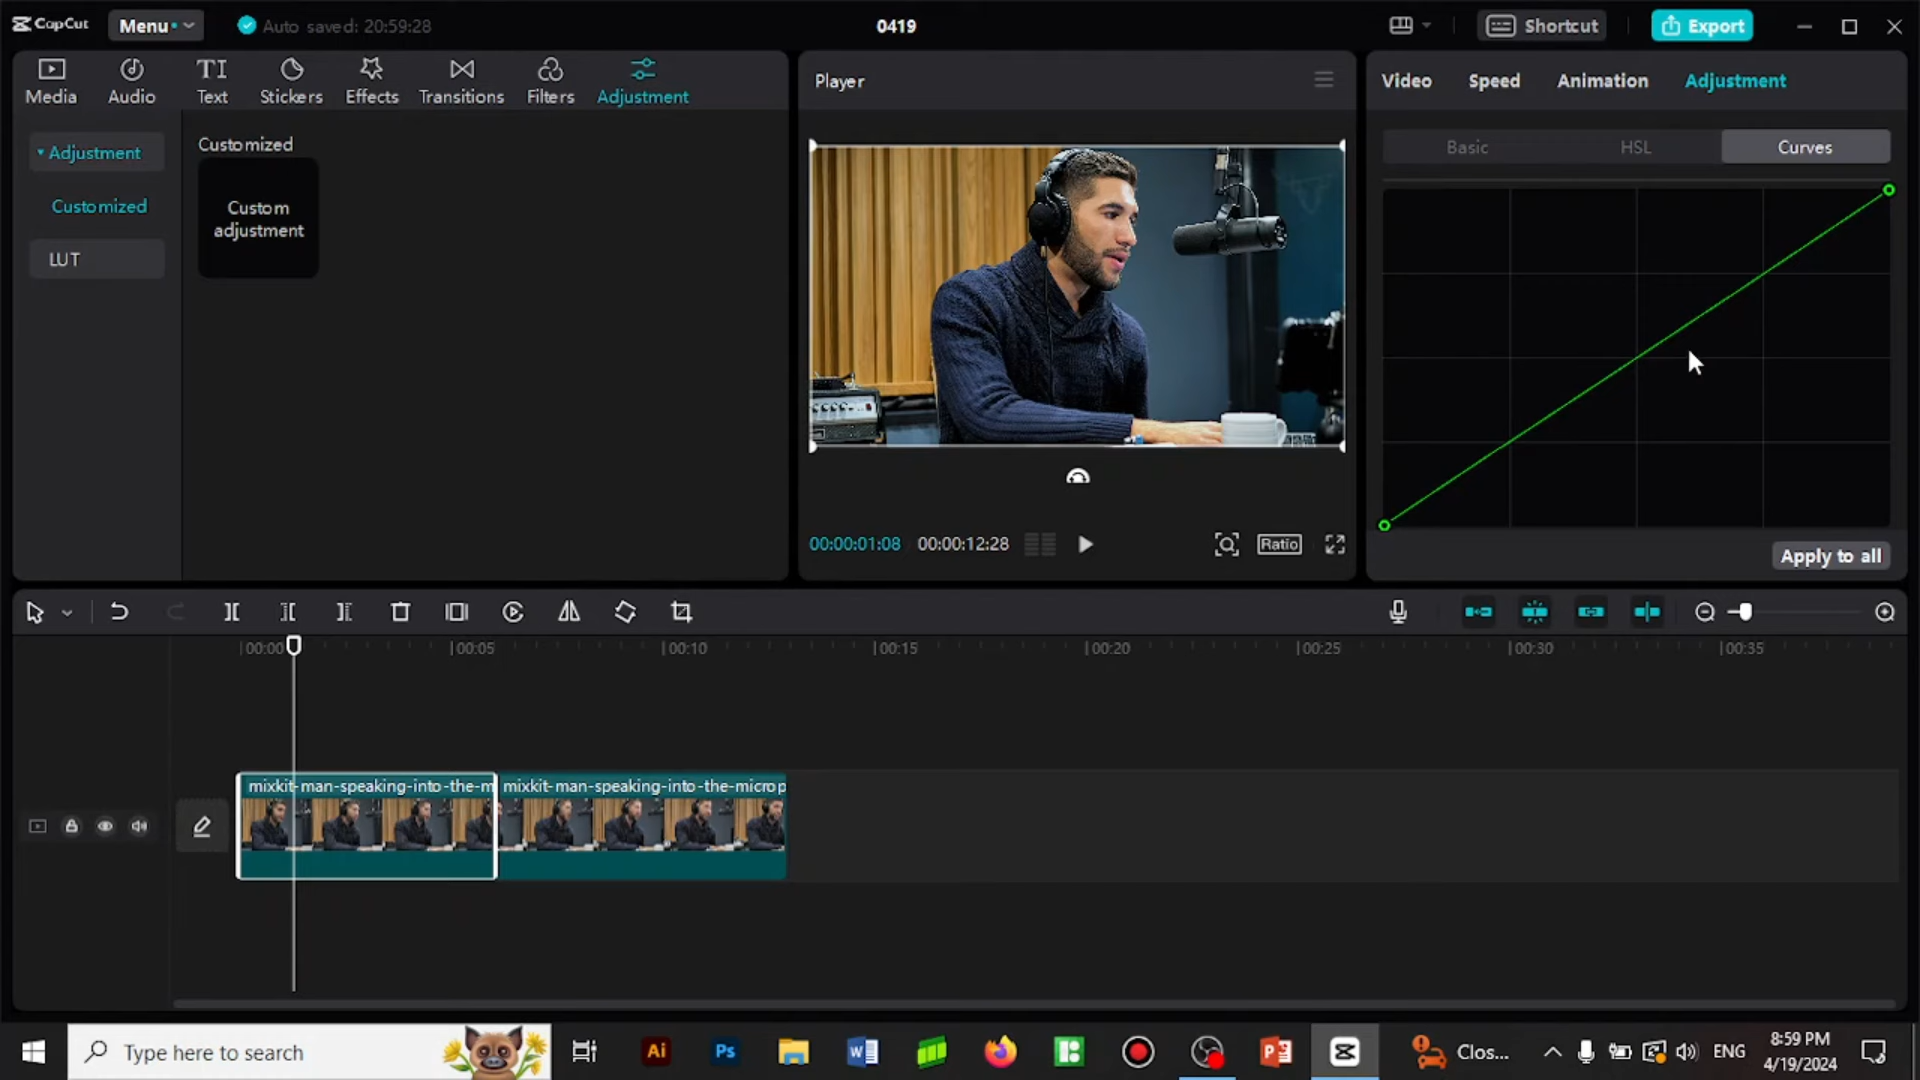 CapCut
Menu
Auto saved: 20:59:28
0419
Shortcut
Export
Media
Audio
TI
Text
Stickers
Effects
Transitions
Filters
Adjustment
Player
Video
Speed
Animation
Adjustment
Adjustment
Customized
LUT
Customized
Custom
adjustment
Basic
HSL
Curves
00:00:01:08
00:00:12:28
Ratio
Apply to all
00:00
00:05
00:10
00:15
00:20
00:25
00:30
00:35
mixkit-man-speaking-into-the-m
mixkit-man-speaking-into-the-microp
Type here to search
Ai
Ps
Clos...
ENG
8:59 PM
4/19/2024